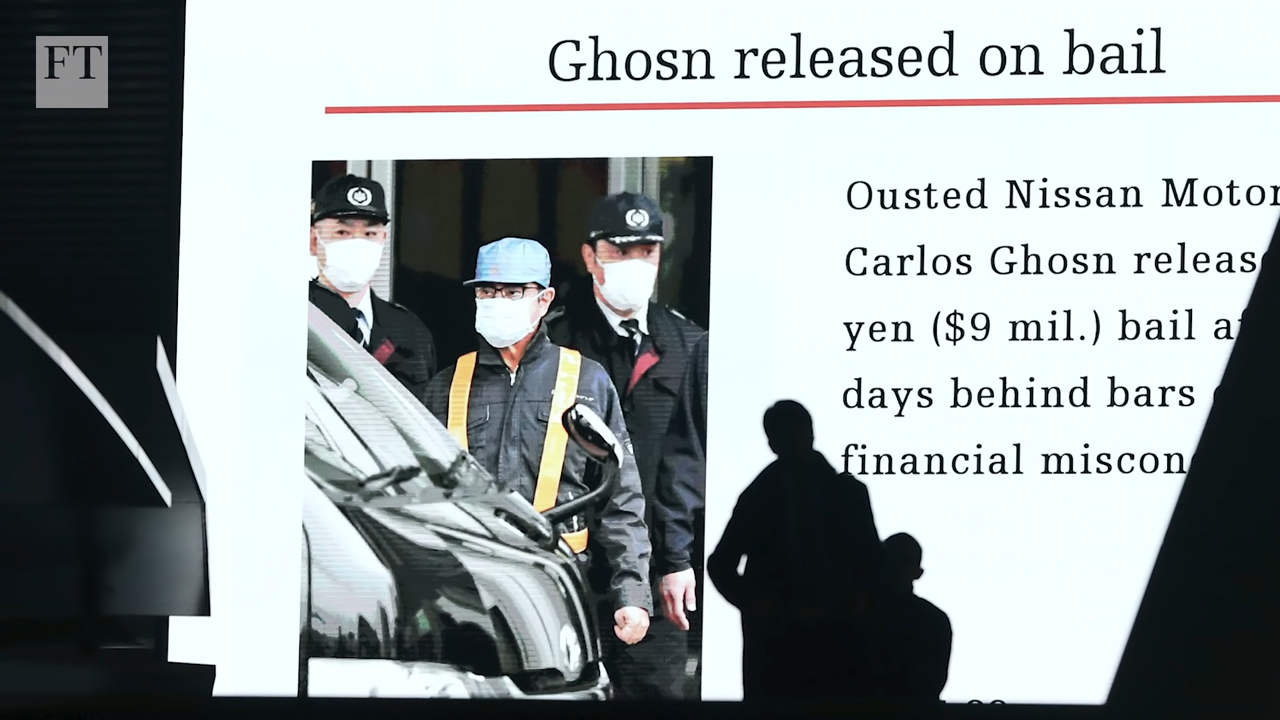 FT
Ghosn released on bail
Ousted Nissan Motor
Carlos Ghosn releas
yen ($9 mil.) bail a
days behind bars
financial miscon